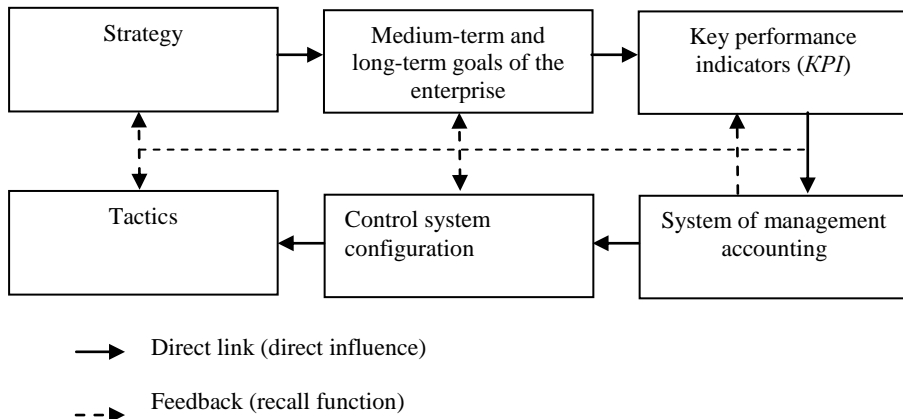 Strategy
Medium-term and
long-term goals of the
enterprise
Key performance
indicators (KPI)
Tactics
Control system
configuration
System of management
accounting
Direct link (direct influence)
Feedback (recall function)